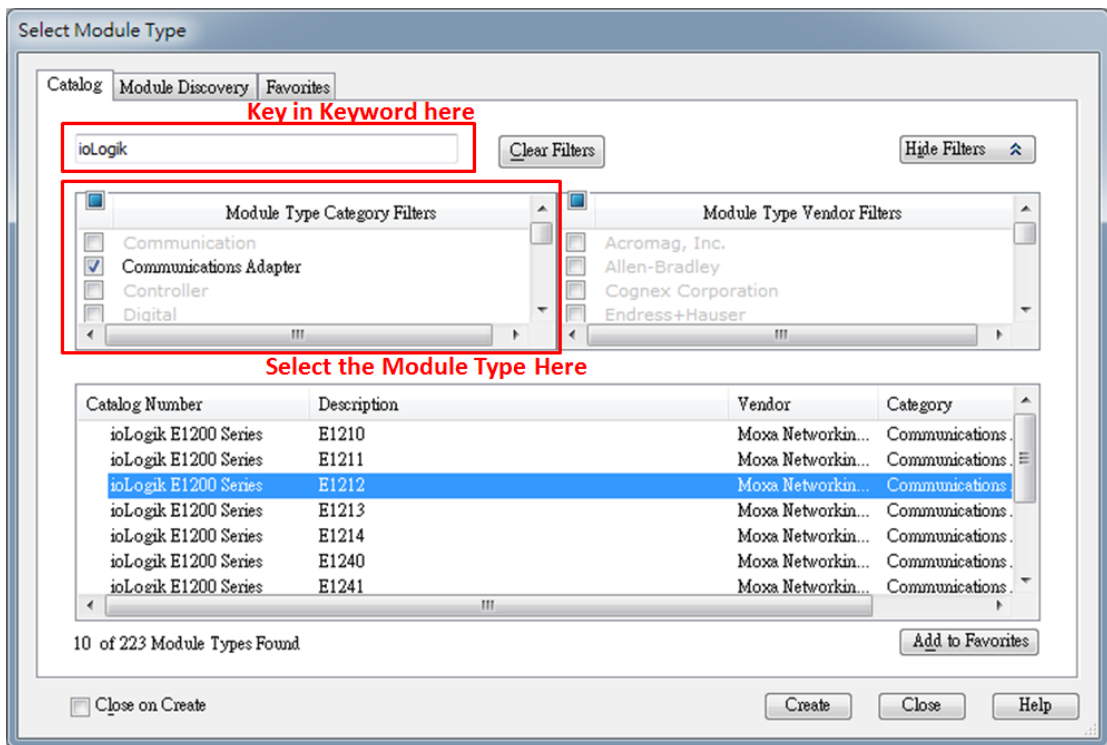 Select Module Type
Catalog Module Discovery Favorites
Key in Keyword here
ioLogik Clear Filters Hide Filters
Module Type Category Filters Module Type Vendor Filters
Communication Acromag, Inc.
Communications Adapter Allen-Bradley
Controller Cognex Corporation
Digital Endress+Hauser
Select the Module Type Here
Catalog Number Description Vendor Category
ioLogik E1200 Series E1210 Moxa Networkin... Communications.
ioLogik E1200 Series E1211 Moxa Networkin... Communications.
ioLogik E1200 Series E1212 Moxa Networkin... Communications.
ioLogik E1200 Series E1213 Moxa Networkin... Communications.
ioLogik E1200 Series E1214 Moxa Networkin... Communications.
ioLogik E1200 Series E1240 Moxa Networkin... Communications.
ioLogik E1200 Series E1241 Moxa Networkin... Communications.
10 of 223 Module Types Found Add to Favorites
Close on Create Create Close Help